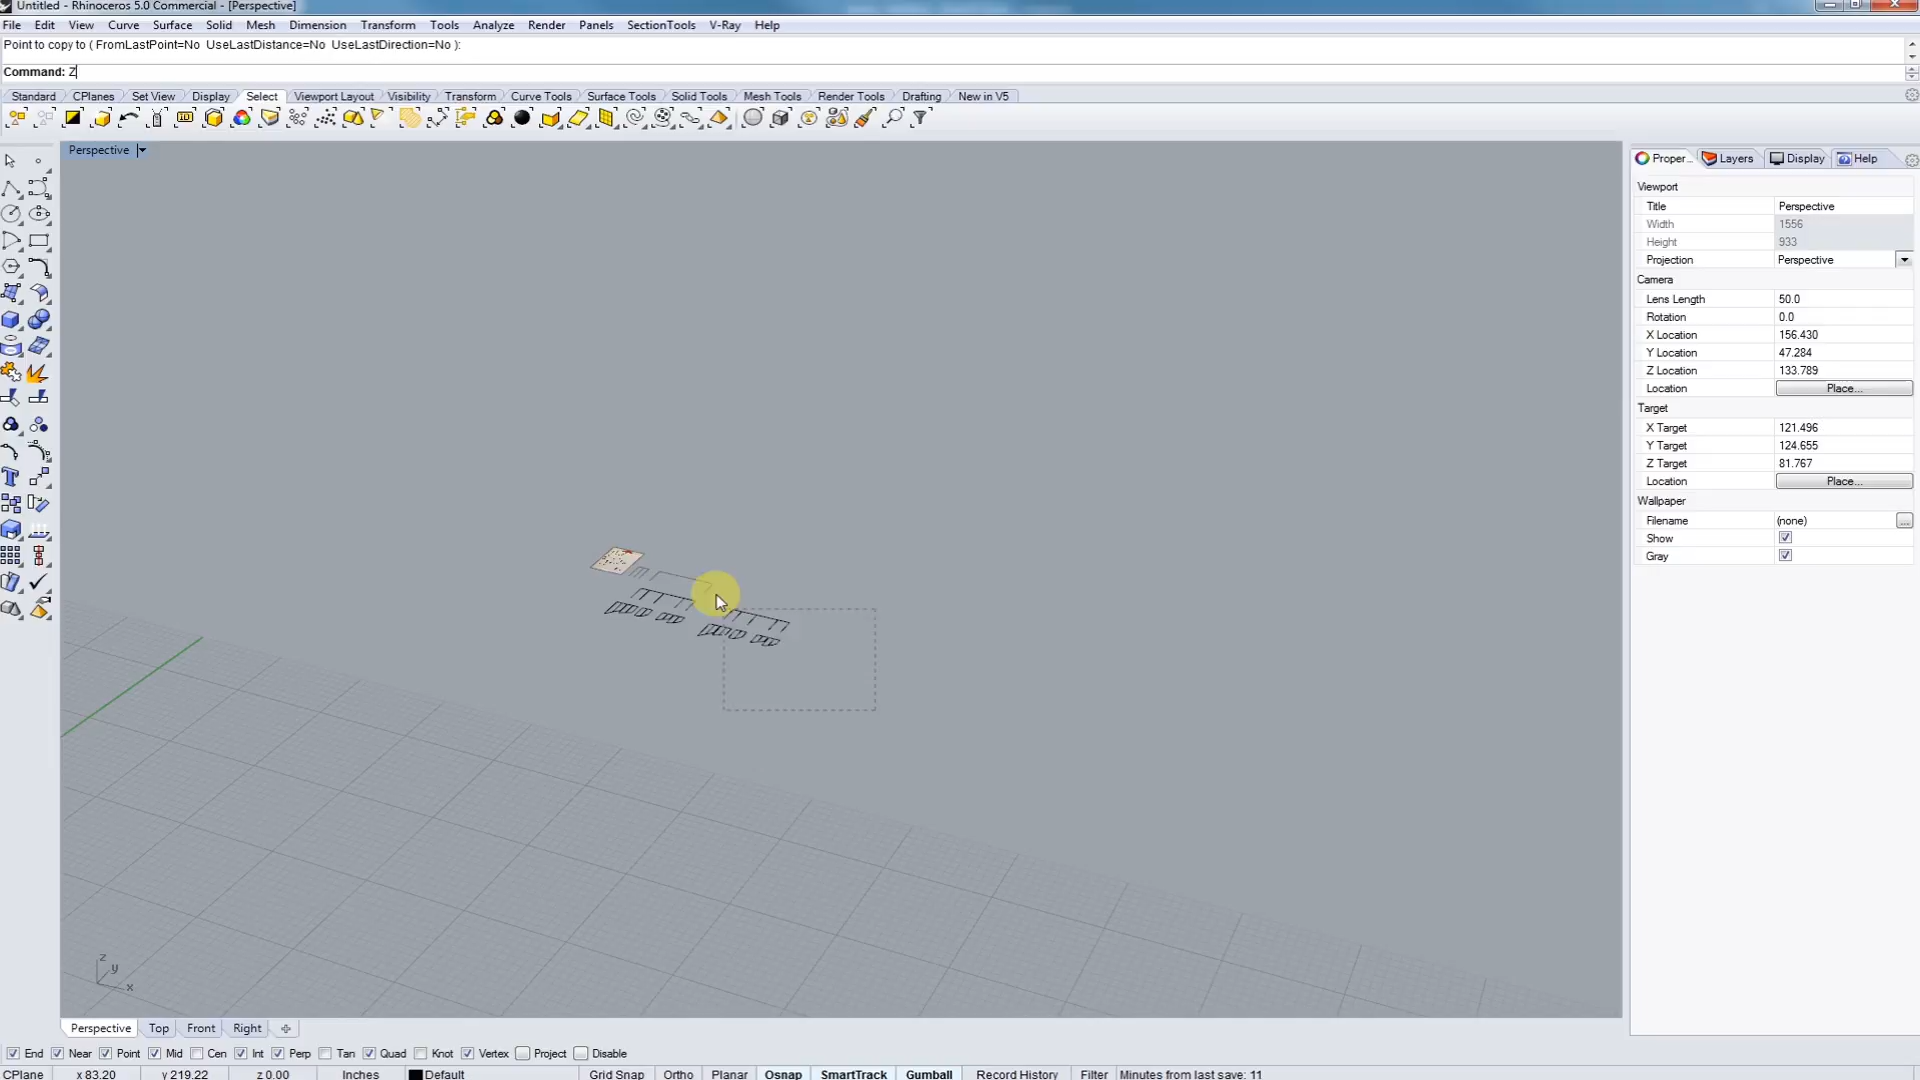 Untitled - Rhinoceros 5.0 Commercial - [Perspective]
File Edit View Curve Surface Solid Mesh Dimension Transform Tools Analyze Render Panels SectionTools V-Ray Help
Point to copy to ( FromLastPoint=No UseLastDistance=No UseLastDirection=No ):
Command: Z
Standard CPlanes Set View Display Select Viewport Layout Visibility Transform Curve Tools Surface Tools Solid Tools Mesh Tools Render Tools Drafting New in V5
Perspective
Proper... Layers Display Help
Viewport
Title Perspective
Width 1556
Height 933
Projection Perspective
Camera
Lens Length 50.0
Rotation 0.0
X Location 156.430
Y Location 47.284
Z Location 133.789
Location Place...
Target
X Target 121.496
Y Target 124.655
Z Target 81.767
Location Place...
Wallpaper
Filename (none) ...
Show
Gray
z
y
x
Perspective Top Front Right
End Near Point Mid Cen Int Perp Tan Quad Knot Vertex Project Disable
CPlane x 83.20 y 219.22 z 0.00 Inches Default Grid Snap Ortho Planar Osnap SmartTrack Gumball Record History Filter Minutes from last save: 11